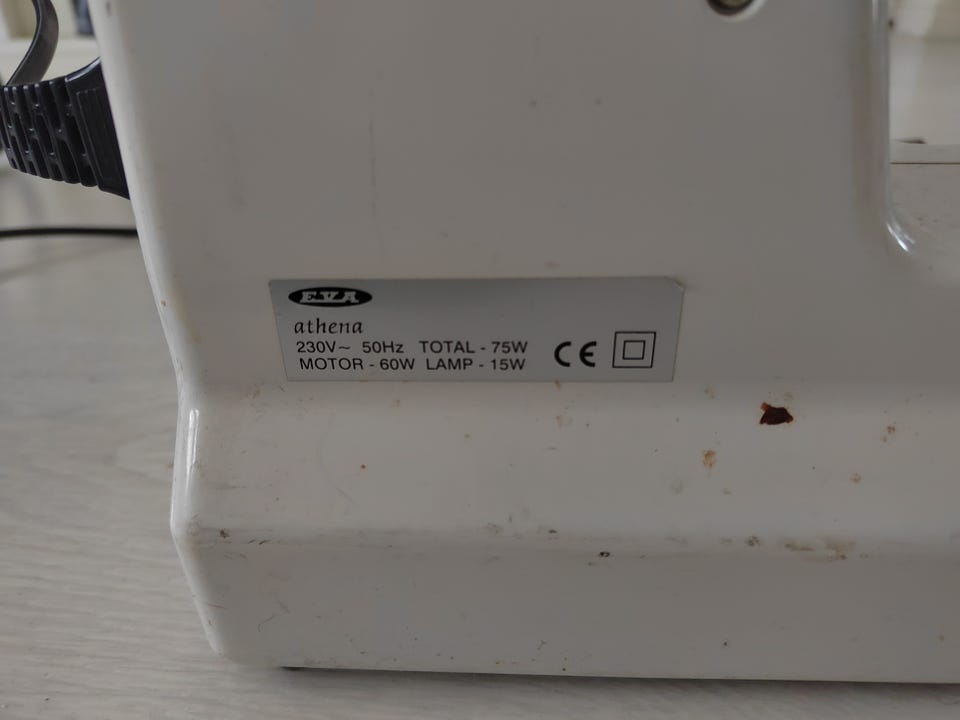 EVA
athena
230V~ 50Hz TOTAL - 75W
MOTOR - 60W LAMP - 15W
CE